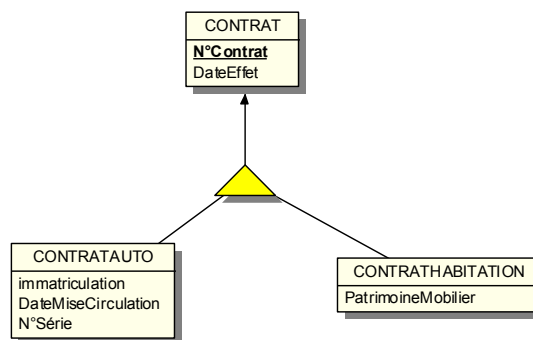 CONTRAT
N°Contrat
DateEffet
CONTRATAUTO
immatriculation
DateMiseCirculation
N°Série
CONTRATHABITATION
PatrimoineMobilier